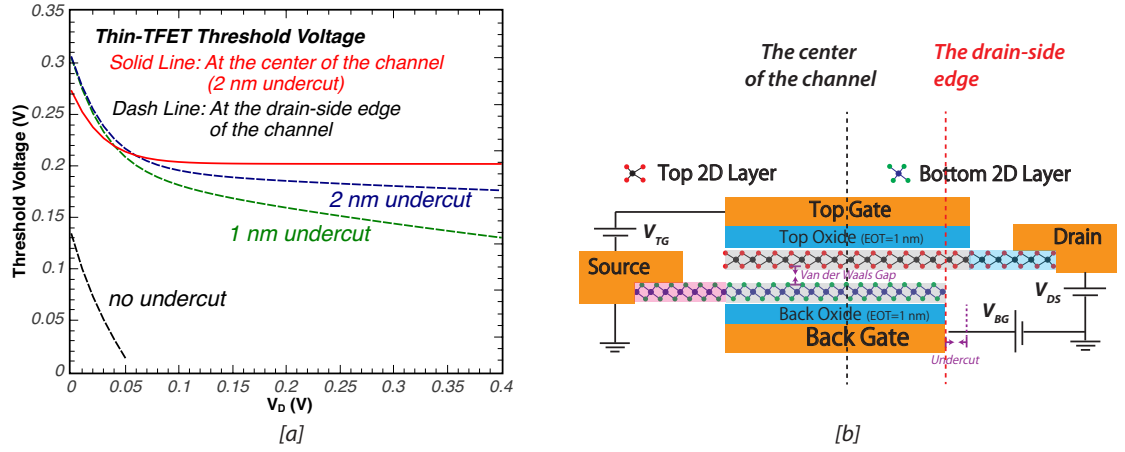 0.35
0.3
0.25
0.2
0.15
0.1
0.05
0
Threshold Voltage (V)
Thin-TFET Threshold Voltage
Solid Line: At the center of the channel
(2 nm undercut)
Dash Line: At the drain-side edge
of the channel
2 nm undercut
1 nm undercut
no undercut
0 0.05 0.1 0.15 0.2 0.25 0.3 0.35 0.4
V_D (V)
[a]
The center
of the channel
The drain-side
edge
Top 2D Layer
Bottom 2D Layer
Top Gate
V_TG
Top Oxide (EOT=1 nm)
Drain
Source
Van der Waals Gap
V_DS
Back Oxide (EOT=1 nm)
V_BG
Back Gate
Undercut
[b]